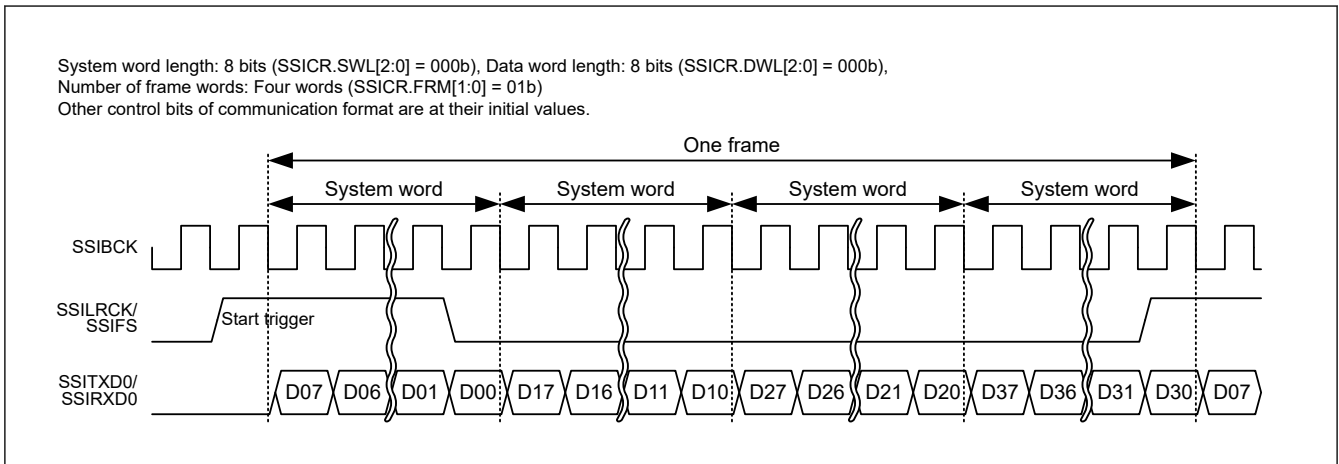 System word length: 8 bits (SSICR.SWL[2:0] = 000b), Data word length: 8 bits (SSICR.DWL[2:0] = 000b),
Number of frame words: Four words (SSICR.FRM[1:0] = 01b)
Other control bits of communication format are at their initial values.
One frame
System word System word System word System word
SSIBCK
SSILRCK/
SSIFS
Start trigger
SSITXD0/
SSIRXD0
D07 D06 D01 D00 D17 D16 D11 D10 D27 D26 D21 D20 D37 D36 D31 D30 D07